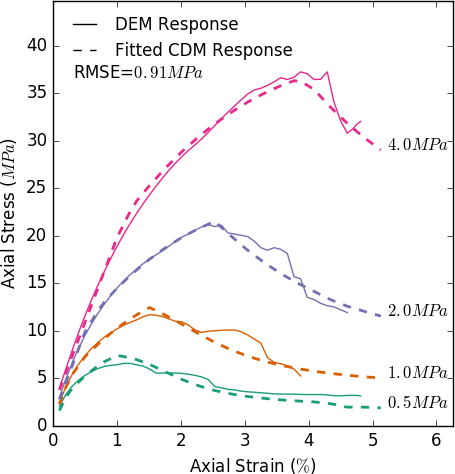 DEM Response
Fitted CDM Response
RMSE=0.91MPa
40
35
30
25
20
15
10
5
0
Axial Stress (MPa)
4.0MPa
2.0MPa
1.0MPa
0.5MPa
0 1 2 3 4 5 6
Axial Strain (%)